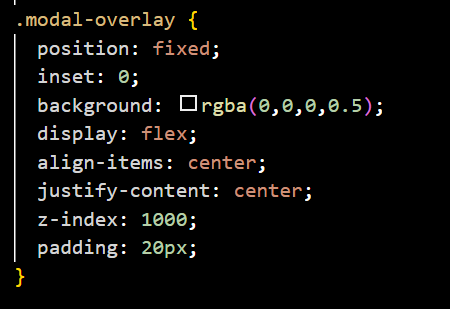 .modal-overlay {
position: fixed;
inset: 0;
background: rgba(0,0,0,0.5);
display: flex;
align-items: center;
justify-content: center;
z-index: 1000;
padding: 20px;
}